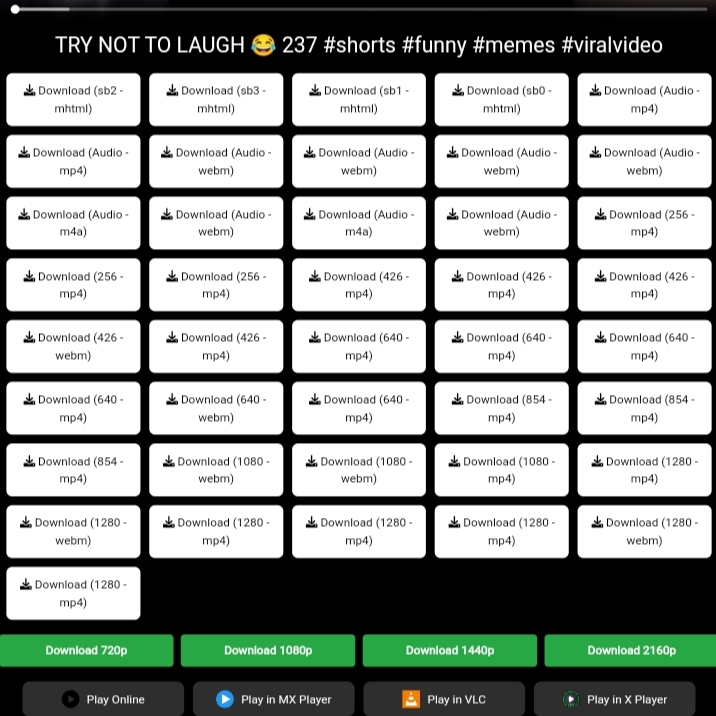 TRY NOT TO LAUGH 😂 237 #shorts #funny #memes #viralvideo
Download (sb2 -
mhtml)
Download (sb3 -
mhtml)
Download (sb1 -
mhtml)
Download (sb0 -
mhtml)
Download (Audio -
mp4)
Download (Audio -
mp4)
Download (Audio -
webm)
Download (Audio -
webm)
Download (Audio -
webm)
Download (Audio -
webm)
Download (Audio -
m4a)
Download (Audio -
webm)
Download (Audio -
m4a)
Download (Audio -
webm)
Download (256 -
mp4)
Download (256 -
mp4)
Download (256 -
mp4)
Download (426 -
mp4)
Download (426 -
mp4)
Download (426 -
mp4)
Download (426 -
webm)
Download (426 -
mp4)
Download (640 -
mp4)
Download (640 -
mp4)
Download (640 -
mp4)
Download (640 -
mp4)
Download (640 -
webm)
Download (640 -
mp4)
Download (854 -
mp4)
Download (854 -
mp4)
Download (854 -
mp4)
Download (1080 -
webm)
Download (1080 -
webm)
Download (1080 -
mp4)
Download (1280 -
mp4)
Download (1280 -
webm)
Download (1280 -
mp4)
Download (1280 -
mp4)
Download (1280 -
mp4)
Download (1280 -
webm)
Download (1280 -
mp4)
Download 720p
Download 1080p
Download 1440p
Download 2160p
Play Online
Play in MX Player
Play in VLC
Play in X Player